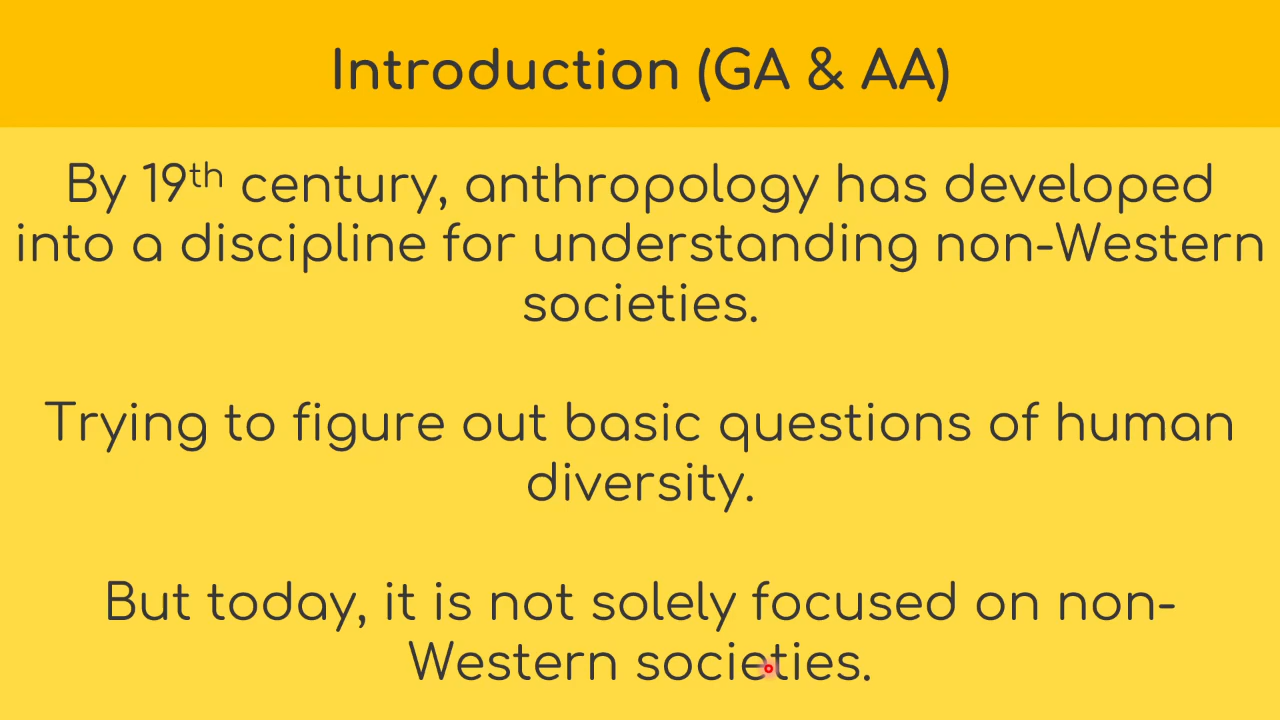 Introduction (GA & AA)
By 19th century, anthropology has developed
into a discipline for understanding non-Western
societies.
Trying to figure out basic questions of human
diversity.
But today, it is not solely focused on non-
Western societies.